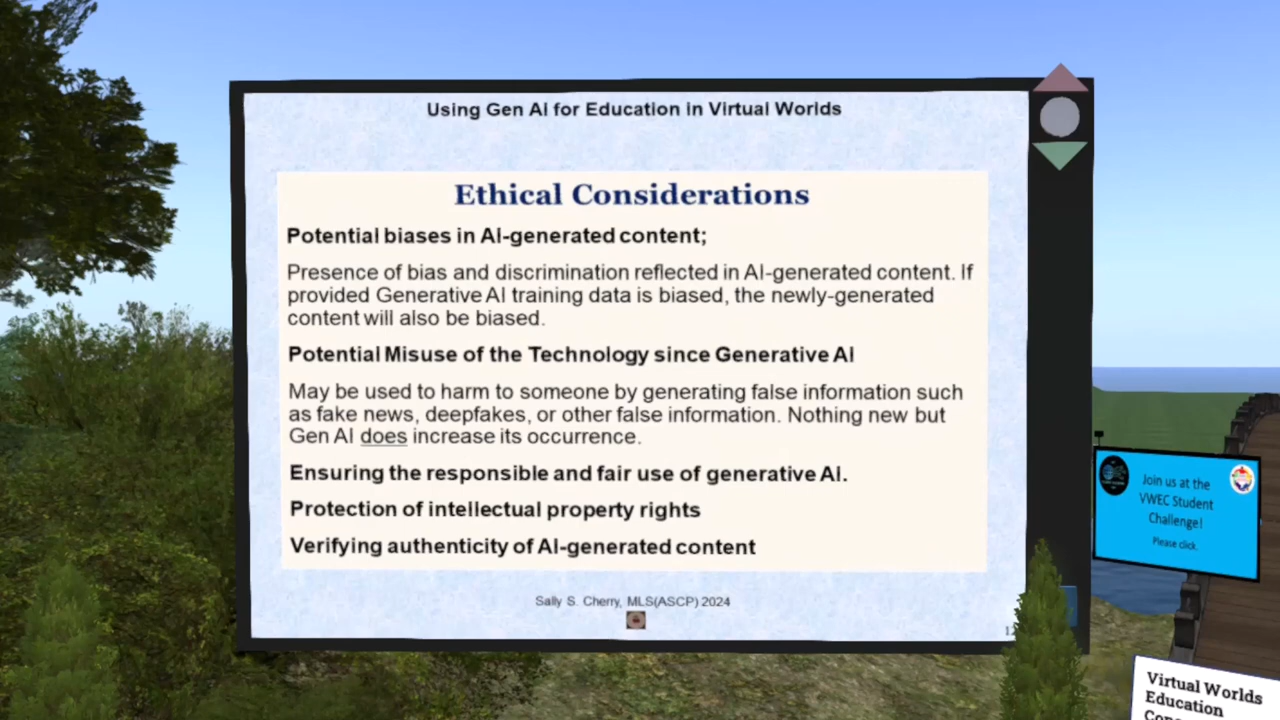 Using Gen AI for Education in Virtual Worlds
Ethical Considerations
Potential biases in AI-generated content;
Presence of bias and discrimination reflected in AI-generated content. If
provided Generative AI training data is biased, the newly-generated
content will also be biased.
Potential Misuse of the Technology since Generative AI
May be used to harm to someone by generating false information such
as fake news, deepfakes, or other false information. Nothing new but
Gen AI does increase its occurrence.
Ensuring the responsible and fair use of generative AI.
Protection of intellectual property rights
Verifying authenticity of AI-generated content
Sally S. Cherry, MLS(ASCP) 2024
Join us at the
VWEC Student
Challenge!
Please click.
Virtual Worlds
Education